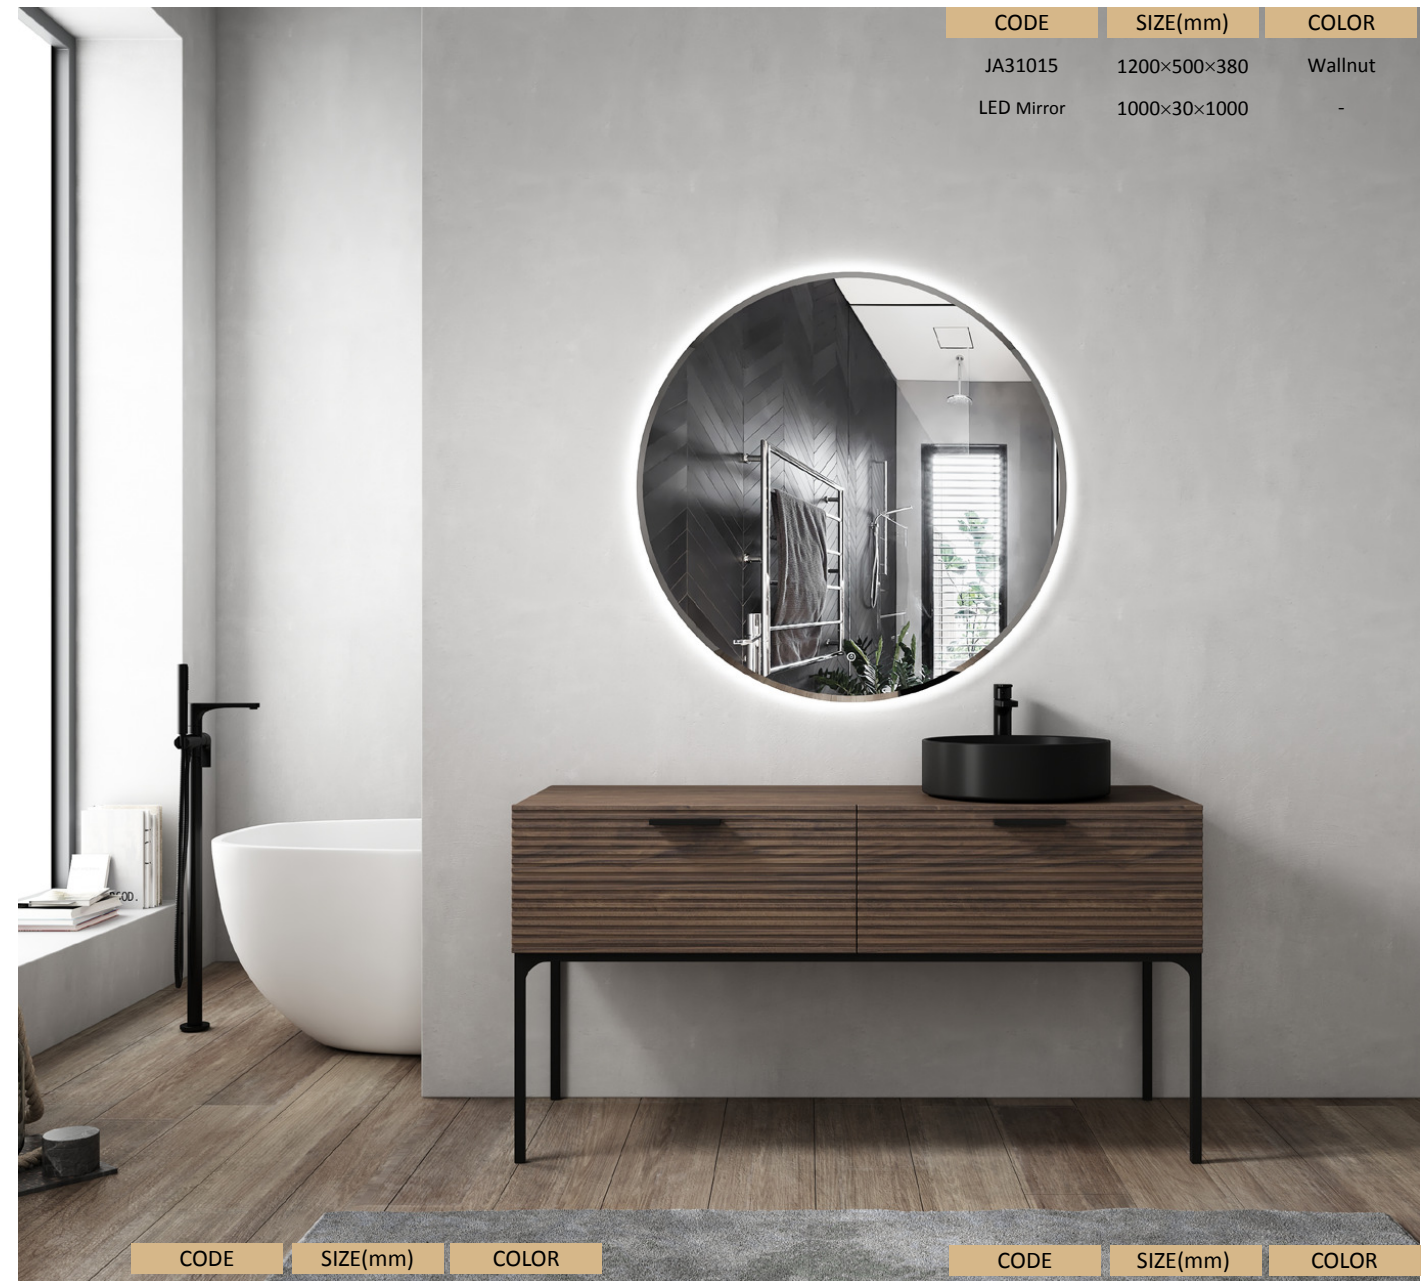 CODE SIZE(mm) COLOR
JA31015 1200×500×380 Wallnut
LED Mirror 1000×30×1000 -
CODE SIZE(mm) COLOR
CODE SIZE(mm) COLOR